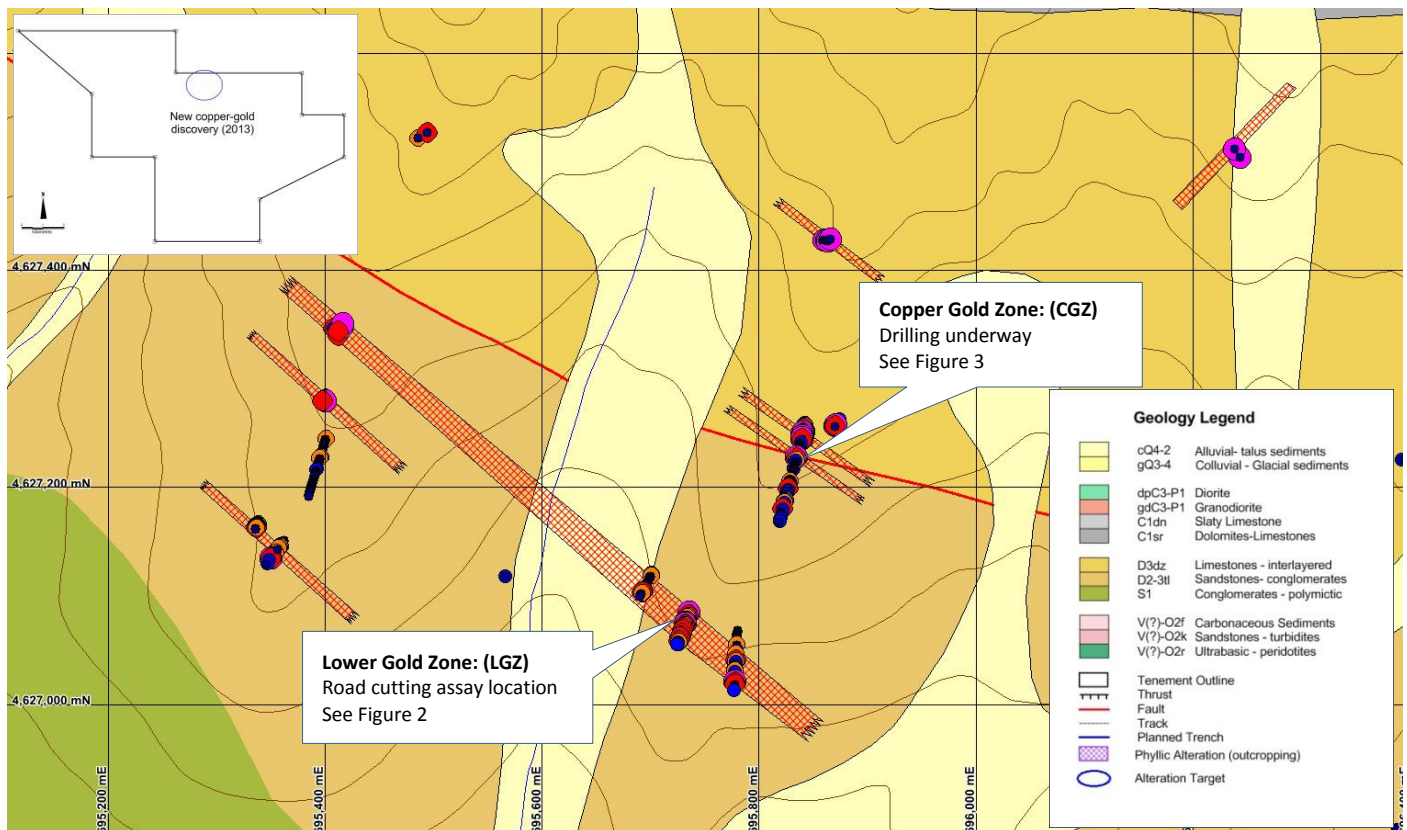 New copper-gold
discovery (2013)
N
4,627,400 mN
Copper Gold Zone: (CGZ)
Drilling underway
See Figure 3
Geology Legend
cQ4-2 Alluvial- talus sediments
gQ3-4 Colluvial - Glacial sediments
dpC3-P1 Diorite
gdC3-P1 Granodiorite
C1dn Slaty Limestone
C1sr Dolomites-Limestones
D3dz Limestones - interlayered
D2-3tl Sandstones- conglomerates
S1 Conglomerates - polymictic
V(?)-O2f Carbonaceous Sediments
V(?)-O2k Sandstones - turbidites
V(?)-O2r Ultrabasic - peridotites
Tenement Outline
Thrust
Fault
Track
Planned Trench
Phyllic Alteration (outcropping)
Alteration Target
4,627,200 mN
Lower Gold Zone: (LGZ)
Road cutting assay location
See Figure 2
4,627,000 mN
695,200 mE
695,400 mE
695,600 mE
695,800 mE
696,000 mE